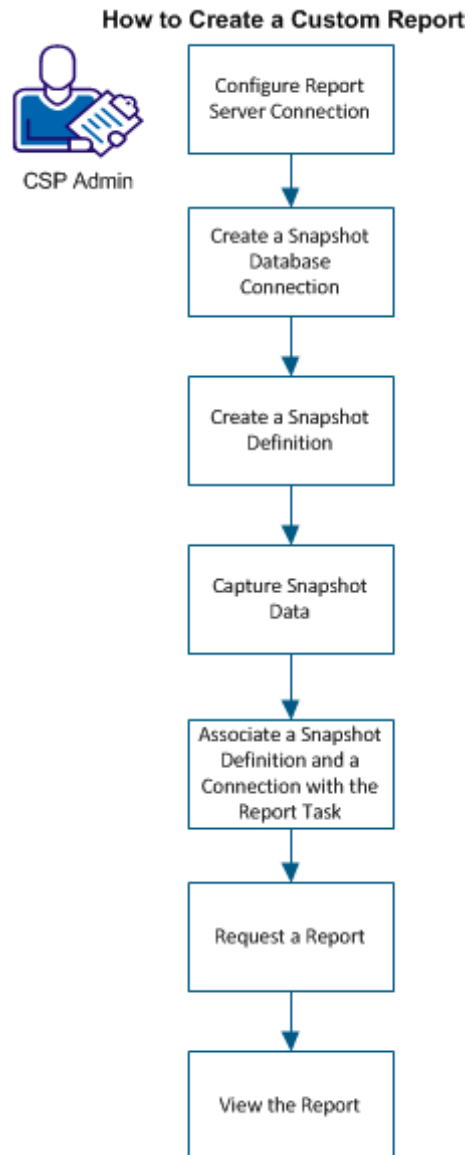 How to Create a Custom Report
CSP Admin
Configure Report
Server Connection
Create a Snapshot
Database
Connection
Create a Snapshot
Definition
Capture Snapshot
Data
Associate a Snapshot
Definition and a
Connection with the
Report Task
Request a Report
View the Report